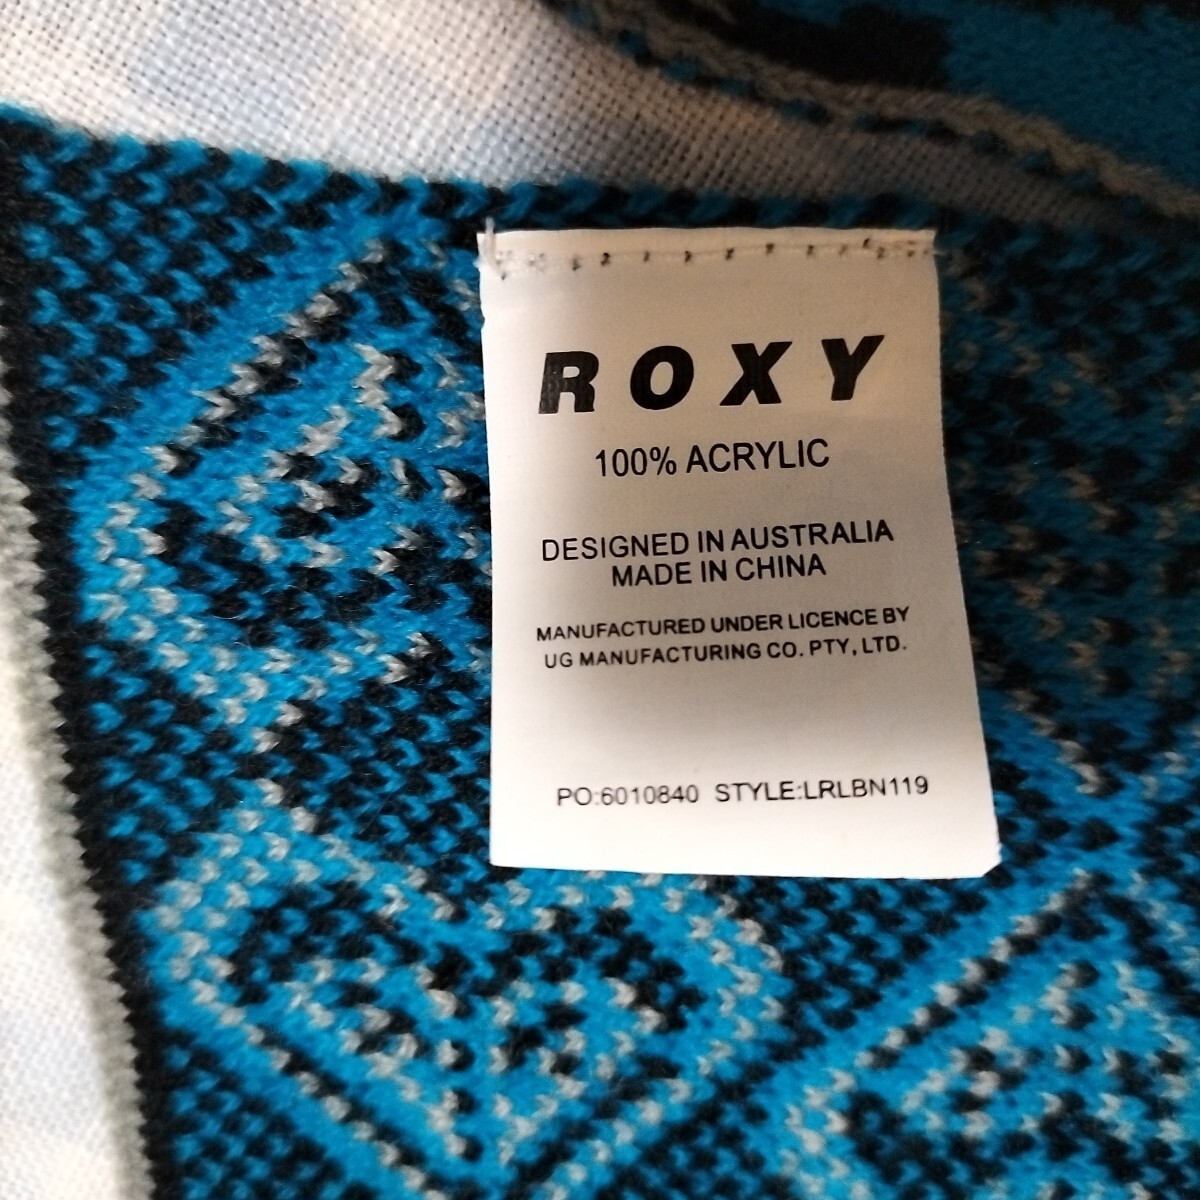 ROXY
100% ACRYLIC
DESIGNED IN AUSTRALIA
MADE IN CHINA
MANUFACTURED UNDER LICENCE BY
UG MANUFACTURING CO. PTY, LTD.
PO:6010840 STYLE:LRLBN119